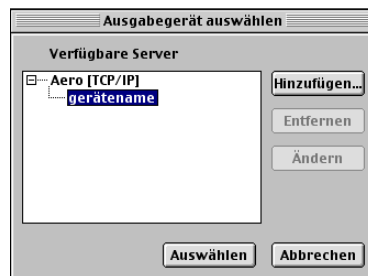 Ausgabegerät auswählen
Verfügbare Server
Aero [TCP/IP]
gerätename
Hinzufügen...
Entfernen
Ändern
Auswählen
Abbrechen